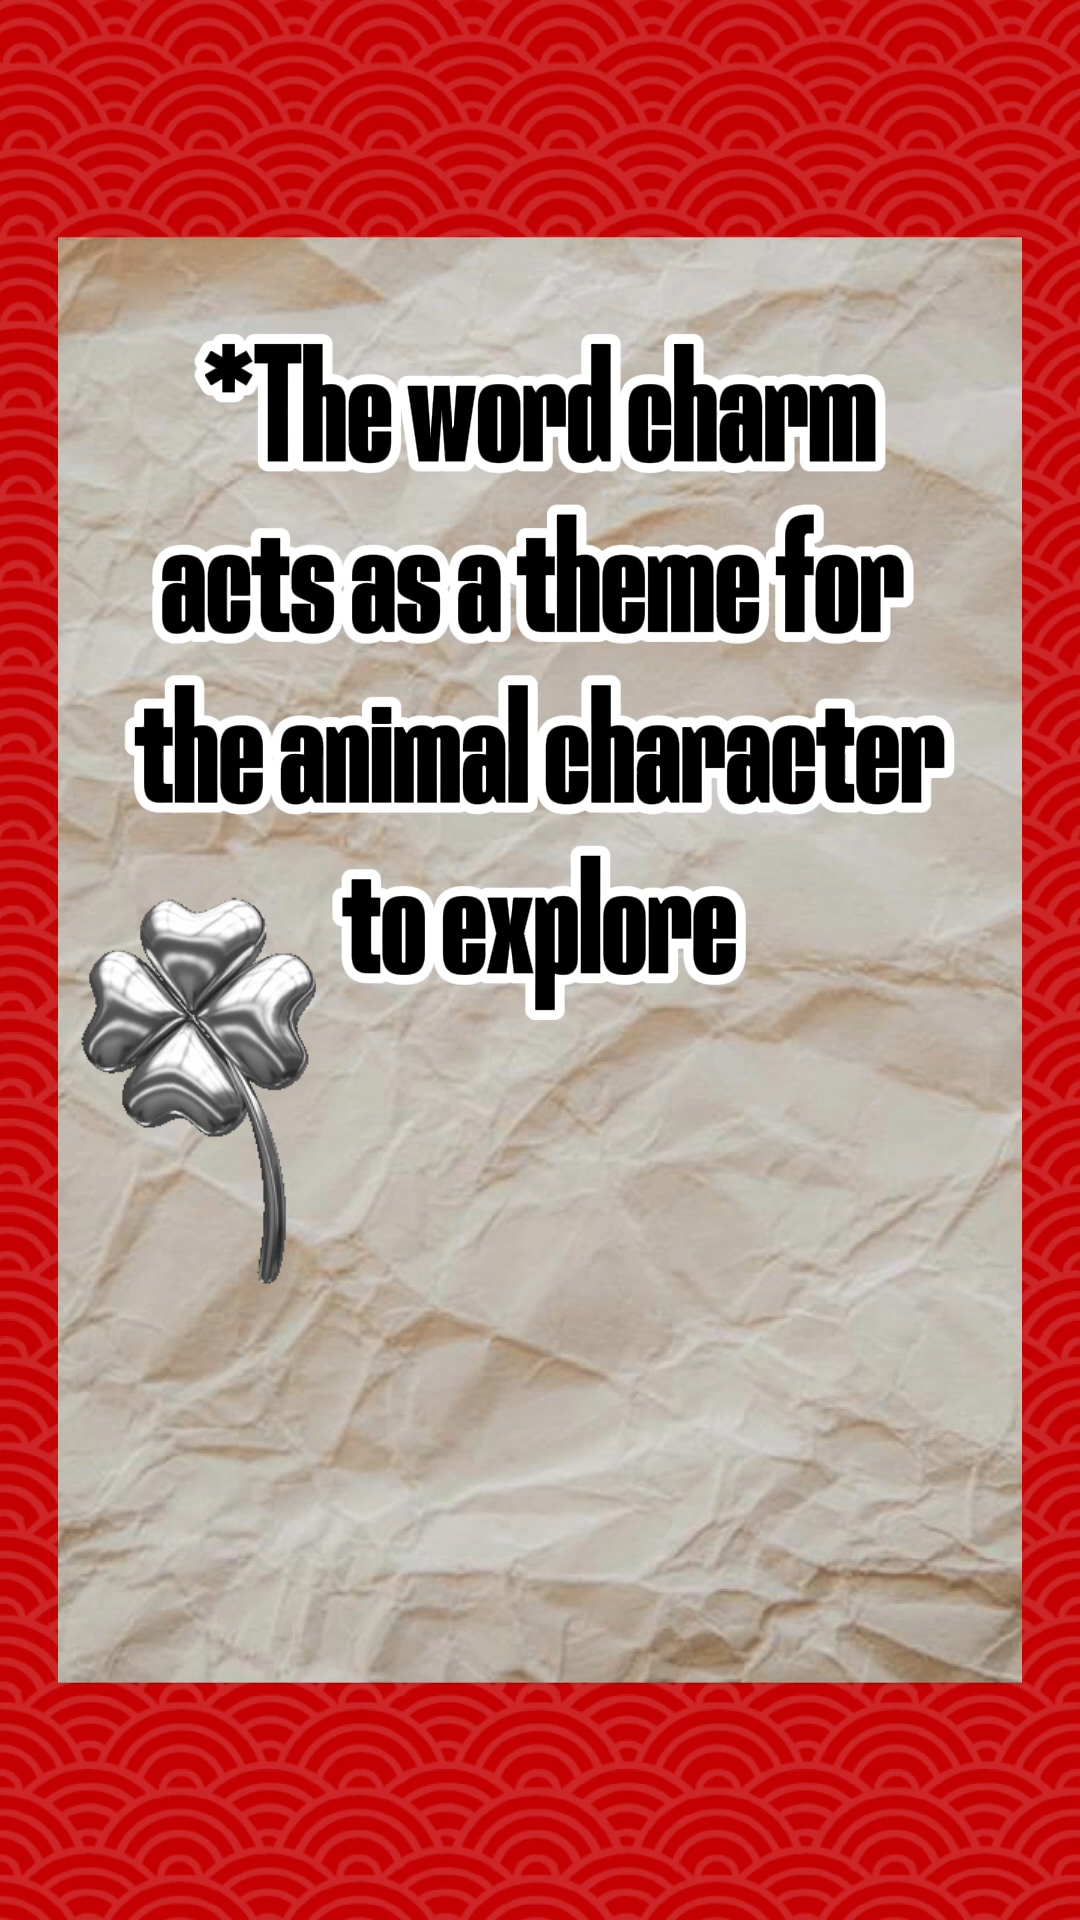 *The word charm
acts as a theme for
the animal character
to explore